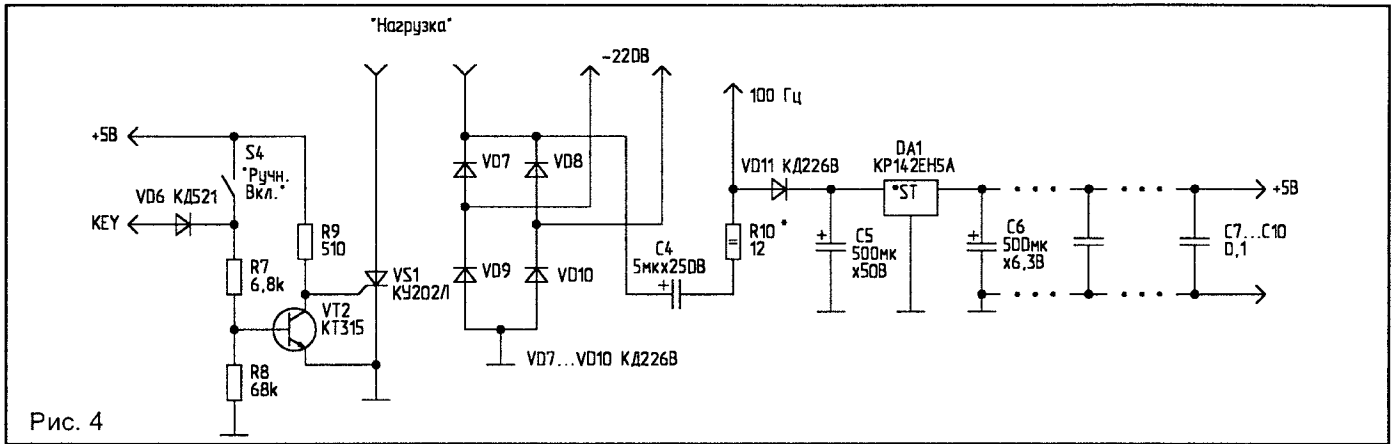 "Нагрузка"
~220В
100 Гц
+5В
S4
"Ручн.
Вкл."
VD6 КД521
KEY
R9
510
R7
6,8k
VT2
КТ315
R8
68k
VS1
КУ202Л
VD7
VD8
VD9
VD10
VD7...VD10 КД226В
C4
5мкх250В
+
R10*
12
VD11 КД226В
+
C5
500мк
х50В
DA1
КР142ЕН5А
*ST
+
C6
500мк
х6,3В
C7...C10
0,1
+5В
Рис. 4